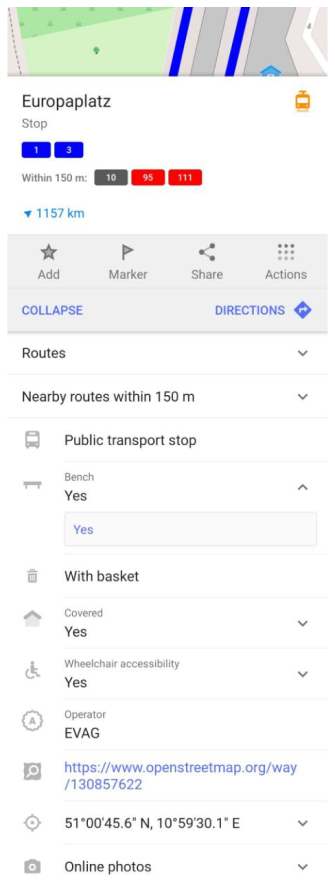 Europaplatz
Stop
1 3
Within 150 m: 10 95 111
1157 km
Add Marker Share Actions
COLLAPSE DIRECTIONS
Routes
Nearby routes within 150 m
Public transport stop
Bench
Yes
Yes
With basket
Covered
Yes
Wheelchair accessibility
Yes
Operator
EVAG
https://www.openstreetmap.org/way
/130857622
51°00'45.6" N, 10°59'30.1" E
Online photos